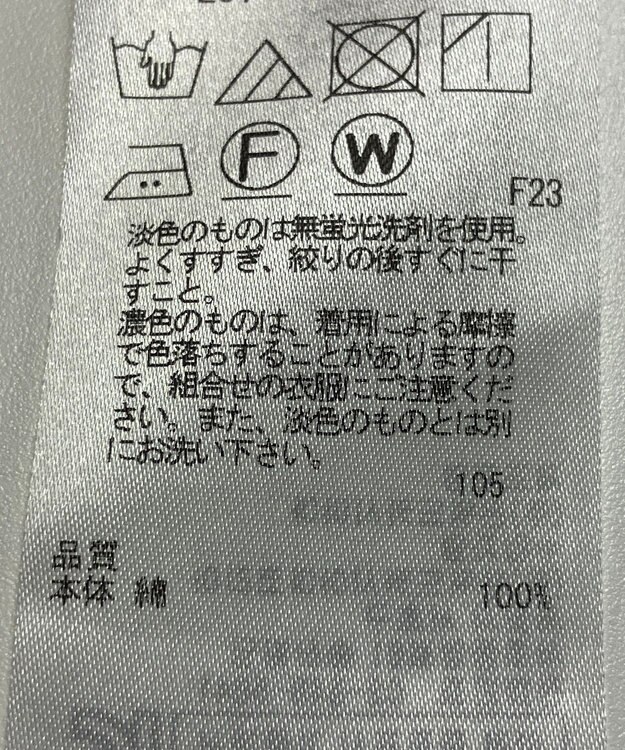 F W
F23
淡色のものは無蛍光洗剤を使用。
よくすすぎ、絞りの後すぐに干
すこと。
濃色のものは、着用による摩擦
で色落ちすることがありますの
で、組合せの衣服にご注意くだ
さい。また、淡色のものとは別
にお洗い下さい。
105
品質
本体 綿 100%